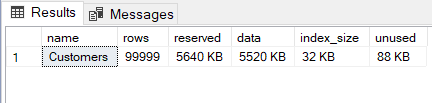 Results Messages
name rows reserved data index_size unused
1 Customers 99999 5640 KB 5520 KB 32 KB 88 KB